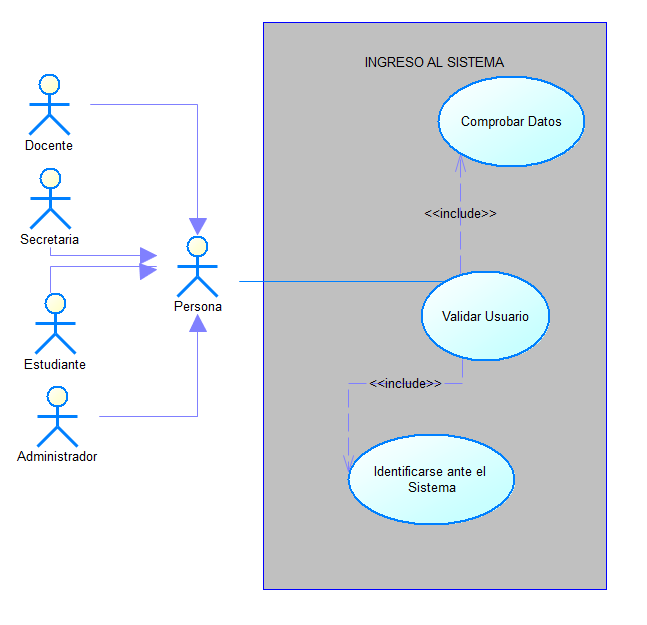 INGRESO AL SISTEMA
Comprobar Datos
Docente
<<include>>
Secretaria
Persona
Validar Usuario
Estudiante
<<include>>
Administrador
Identificarse ante el
Sistema